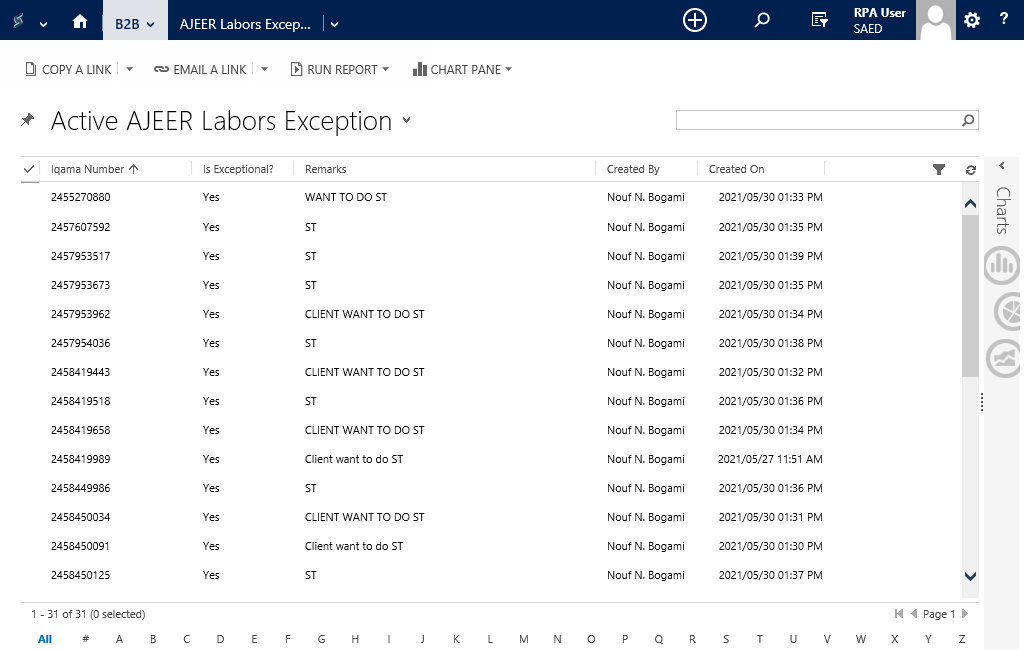 B2B AJEER Labors Excep... RPA User
SAED ?
COPY A LINK EMAIL A LINK RUN REPORT CHART PANE
Active AJEER Labors Exception
Iqama Number Is Exceptional? Remarks Created By Created On
2455270880 Yes WANT TO DO ST Nouf N. Bogami 2021/05/30 01:33 PM
2457607592 Yes ST Nouf N. Bogami 2021/05/30 01:35 PM
2457953517 Yes ST Nouf N. Bogami 2021/05/30 01:39 PM
2457953673 Yes ST Nouf N. Bogami 2021/05/30 01:35 PM
2457953962 Yes CLIENT WANT TO DO ST Nouf N. Bogami 2021/05/30 01:34 PM
2457954036 Yes ST Nouf N. Bogami 2021/05/30 01:38 PM
2458419443 Yes CLIENT WANT TO DO ST Nouf N. Bogami 2021/05/30 01:32 PM
2458419518 Yes ST Nouf N. Bogami 2021/05/30 01:36 PM
2458419658 Yes CLIENT WANT TO DO ST Nouf N. Bogami 2021/05/30 01:34 PM
2458419989 Yes Client want to do ST Nouf N. Bogami 2021/05/27 11:51 AM
2458449986 Yes ST Nouf N. Bogami 2021/05/30 01:36 PM
2458450034 Yes CLIENT WANT TO DO ST Nouf N. Bogami 2021/05/30 01:31 PM
2458450091 Yes Client want to do ST Nouf N. Bogami 2021/05/30 01:30 PM
2458450125 Yes ST Nouf N. Bogami 2021/05/30 01:37 PM
Charts
1 - 31 of 31 (0 selected) Page 1
All # A B C D E F G H I J K L M N O P Q R S T U V W X Y Z